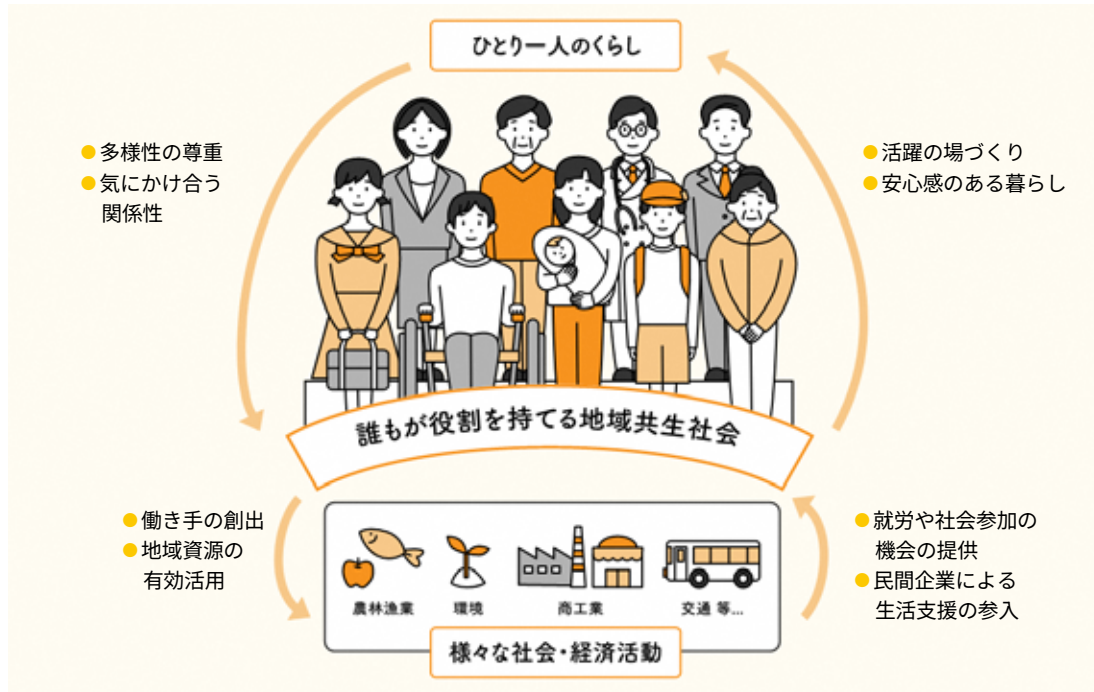 ひとり一人のくらし
多様性の尊重
気にかけ合う
関係性
活躍の場づくり
安心感のある暮らし
誰もが役割を持てる地域共生社会
働き手の創出
地域資源の
有効活用
就労や社会参加の
機会の提供
民間企業による
生活支援の参入
農林漁業
環境
商工業
交通 等...
様々な社会・経済活動